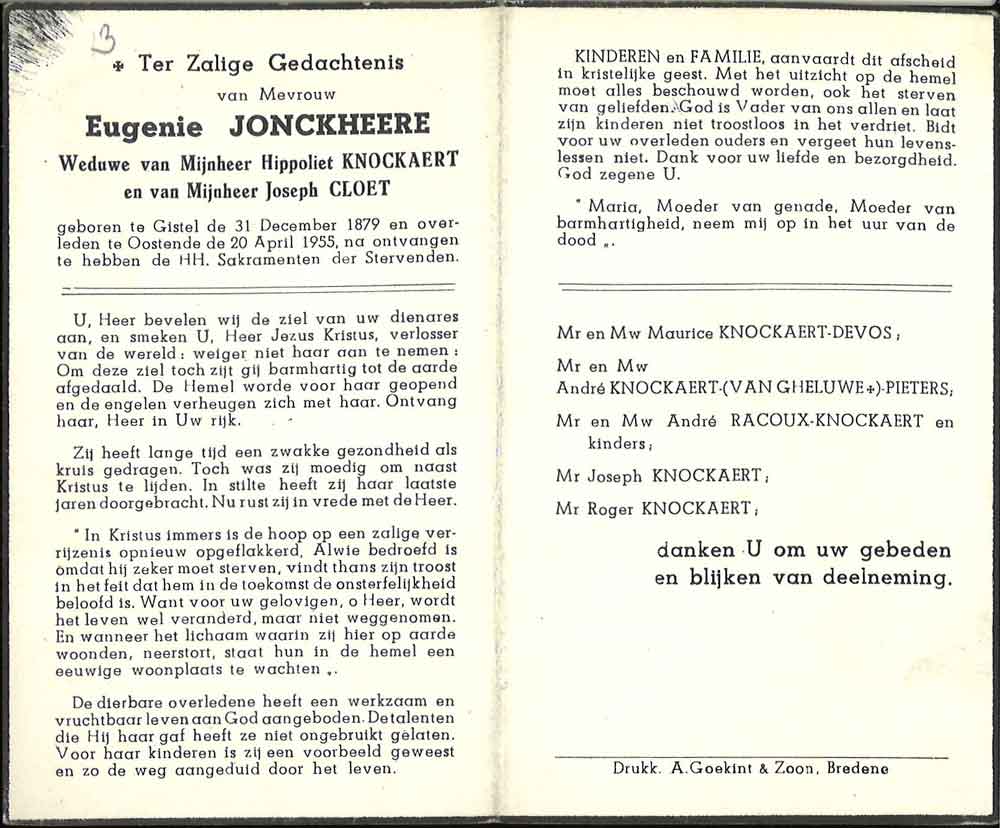 B
✠ Ter Zalige Gedachtenis
van Mevrouw
Eugenie JONCKHEERE
Weduwe van Mijnheer Hippoliet KNOCKAERT
en van Mijnheer Joseph CLOET
geboren te Gistel de 31 December 1879 en over-
leden te Oostende de 20 April 1955, na ontvangen
te hebben de HH. Sakramenten der Stervenden.
U, Heer bevelen wij de ziel van uw dienares
aan, en smeken U, Heer Jezus Kristus, verlosser
van de wereld : weiger niet haar aan te nemen :
Om deze ziel toch zijt gij barmhartig tot de aarde
afgedaald. De Hemel worde voor haar geopend
en de engelen verheugen zich met haar. Ontvang
haar, Heer in Uw rijk.
Zij heeft lange tijd een zwakke gezondheid als
kruis gedragen. Toch was zij moedig om naast
Kristus te lijden. In stilte heeft zij haar laatste
jaren doorgebracht. Nu rust zij in vrede met de Heer.
" In Kristus immers is de hoop op een zalige ver-
rijzenis opnieuw opgeflakkerd, Alwie bedroefd is
omdat hij zeker moet sterven, vindt thans zijn troost
in het feit dat hem in de toekomst de onsterfelijkheid
beloofd is. Want voor uw gelovigen, o Heer, wordt
het leven wel veranderd, maar niet weggenomen.
En wanneer het lichaam waarin zij hier op aarde
woonden, neerstort, staat hun in de hemel een
eeuwige woonplaats te wachten „.
De dierbare overledene heeft een werkzaam en
vruchtbaar leven aan God aangeboden. De talenten
die Hij haar gaf heeft ze niet ongebruikt gelaten.
Voor haar kinderen is zij een voorbeeld geweest
en zo de weg aangeduid door het leven.
KINDEREN en FAMILIE, aanvaardt dit afscheid
in kristelijke geest. Met het uitzicht op de hemel
moet alles beschouwd worden, ook het sterven
van geliefden. God is Vader van ons allen en laat
zijn kinderen niet troostloos in het verdriet. Bidt
voor uw overleden ouders en vergeet hun levens-
lessen niet. Dank voor uw liefde en bezorgdheid.
God zegene U.
" Maria, Moeder van genade, Moeder van
barmhartigheid, neem mij op in het uur van de
dood „.
Mr en Mw Maurice KNOCKAERT-DEVOS ;
Mr en Mw
André KNOCKAERT-(VAN GHELUWE✠)-PIETERS;
Mr en Mw André RACOUX-KNOCKAERT en
kinders ;
Mr Joseph KNOCKAERT ;
Mr Roger KNOCKAERT ;
danken U om uw gebeden
en blijken van deelneming.
Drukk. A. Goekint & Zoon, Bredene